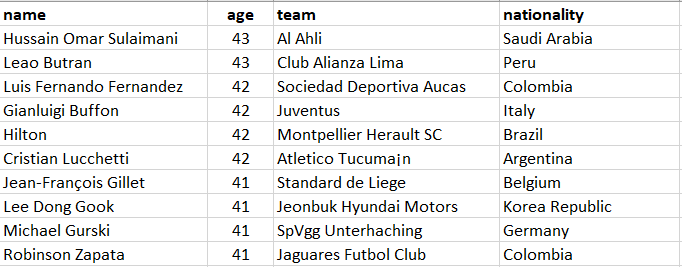 name age team nationality
Hussain Omar Sulaimani 43 Al Ahli Saudi Arabia
Leao Butran 43 Club Alianza Lima Peru
Luis Fernando Fernandez 42 Sociedad Deportiva Aucas Colombia
Gianluigi Buffon 42 Juventus Italy
Hilton 42 Montpellier Herault SC Brazil
Cristian Lucchetti 42 Atletico Tucuma¡n Argentina
Jean-François Gillet 41 Standard de Liege Belgium
Lee Dong Gook 41 Jeonbuk Hyundai Motors Korea Republic
Michael Gurski 41 SpVgg Unterhaching Germany
Robinson Zapata 41 Jaguares Futbol Club Colombia